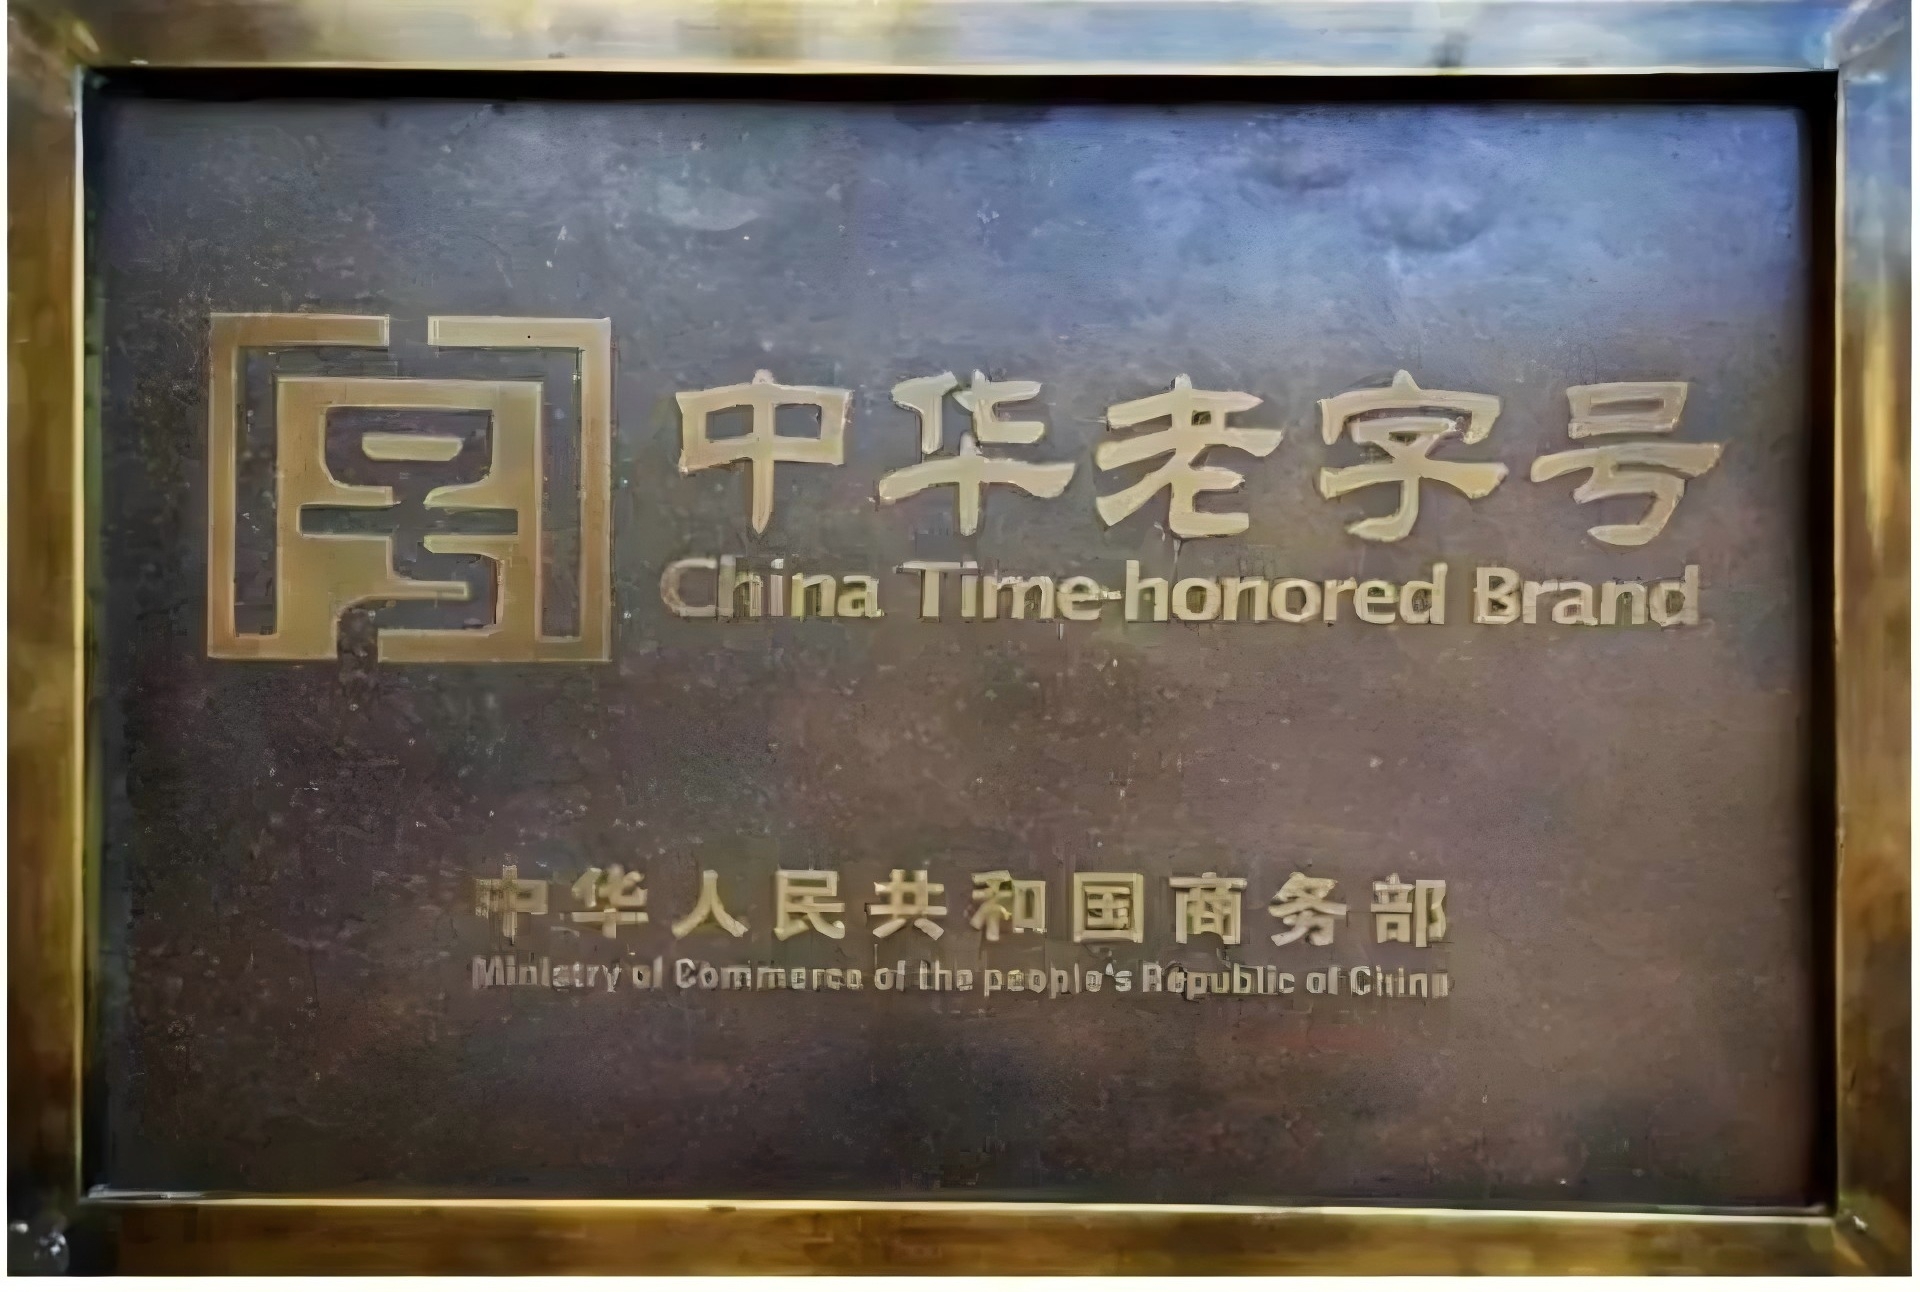 中华老字号
China Time-honored Brand
中华人民共和国商务部
Ministry of Commerce of the people's Republic of China